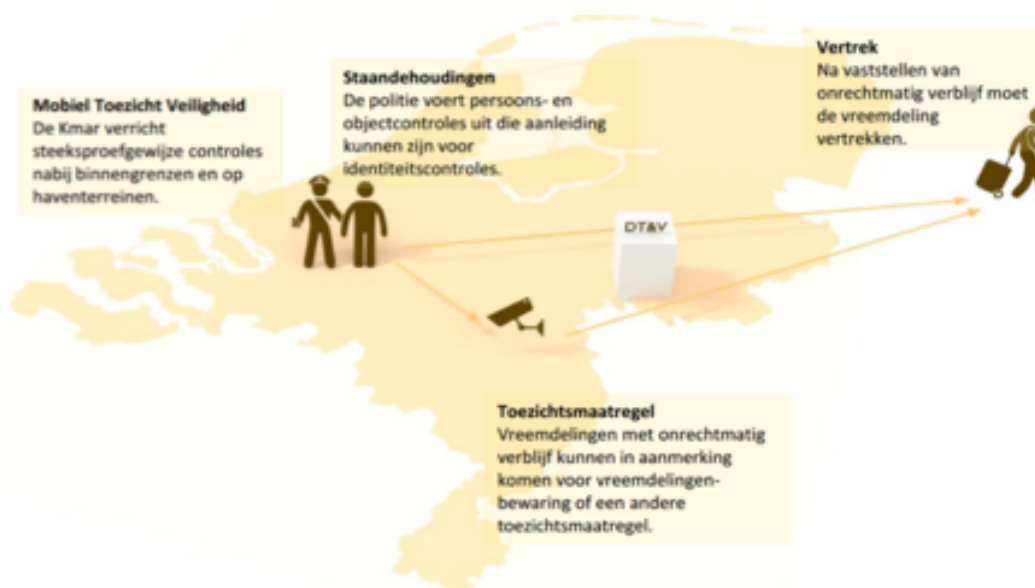 Mobiel Toezicht Veiligheid
De Kmar verricht
steeksproefgewijze controles
nabij binnengrenzen en op
haventerreinen.
Staandehoudingen
De politie voert persoons- en
objectcontroles uit die aanleiding
kunnen zijn voor
identiteitscontroles.
Vertrek
Na vaststellen van
onrechtmatig verblijf moet
de vreemdeling
vertrekken.
DT&V
Toezichtsmaatregel
Vreemdelingen met onrechtmatig
verblijf kunnen in aanmerking
komen voor vreemdelingen-
bewaring of een andere
toezichtsmaatregel.